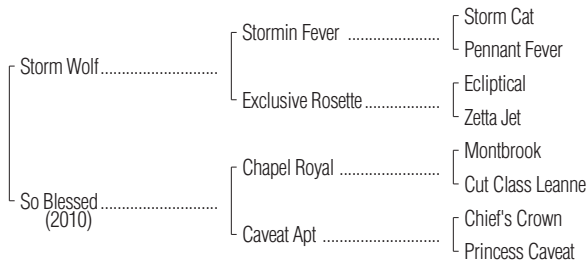 Storm Cat
Stormin Fever ........................
Pennant Fever
Storm Wolf...............................
Ecliptical
Exclusive Rosette....................
Zetta Jet
Montbrook
Chapel Royal ..........................
Cut Class Leanne
So Blessed...............................
(2010)
Chief's Crown
Caveat Apt ..............................
Princess Caveat